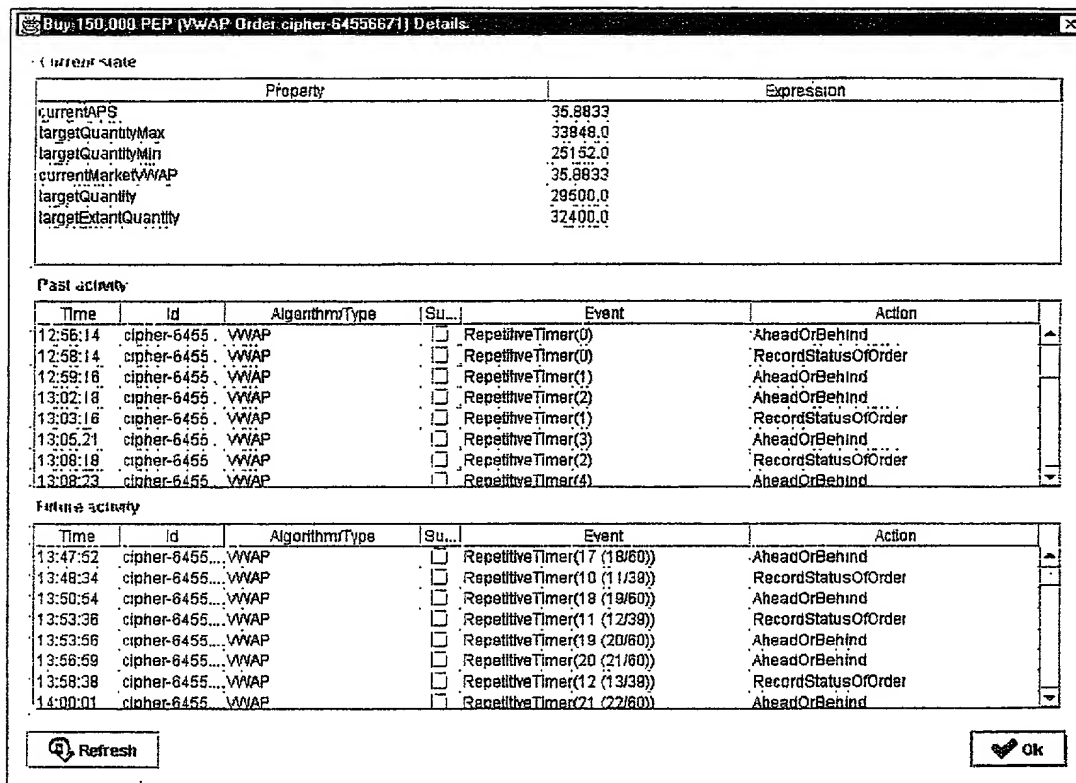 Buy 150,000 PEP (VWAP Order cipher-64556671) Details.
Current state
Property Expression
currentAPS 35.8833
targetQuantityMax 33848.0
targetQuantityMin 25152.0
currentMarketVWAP 35.8833
targetQuantity 29500.0
targetExtantQuantity 32400.0
Past activity
Time Id Algorithm/Type Su... Event Action
12:56:14 cipher-6455 . VWAP RepetitiveTimer(0) AheadOrBehind
12:58:14 cipher-6455 . VWAP RepetitiveTimer(0) RecordStatusOfOrder
12:59:16 cipher-6455 . VWAP RepetitiveTimer(1) AheadOrBehind
13:02:18 cipher-6455 . VWAP RepetitiveTimer(2) AheadOrBehind
13:03:16 cipher-6455 . VWAP RepetitiveTimer(1) RecordStatusOfOrder
13:05.21 cipher-6455 . VWAP RepetitiveTimer(3) AheadOrBehind
13:08:18 cipher-6455 VWAP RepetitiveTimer(2) RecordStatusOfOrder
13:08:23 cipher-6455 VWAP RepetitiveTimer(4) AheadOrBehind
Future activity
Time Id Algorithm/Type Su... Event Action
13:47:52 cipher-6455... VWAP RepetitiveTimer(17 (18/60)) AheadOrBehind
13:48:34 cipher-6455... VWAP RepetitiveTimer(10 (11/39)) RecordStatusOfOrder
13:50:54 cipher-6455... VWAP RepetitiveTimer(18 (19/60)) AheadOrBehind
13:53:36 cipher-6455... VWAP RepetitiveTimer(11 (12/39)) RecordStatusOfOrder
13:53:56 cipher-6455... VWAP RepetitiveTimer(19 (20/60)) AheadOrBehind
13:56:59 cipher-6455... VWAP RepetitiveTimer(20 (21/60)) AheadOrBehind
13:58:38 cipher-6455... VWAP RepetitiveTimer(12 (13/39)) RecordStatusOfOrder
14:00:01 cipher-6455... VWAP RepetitiveTimer(21 (22/60)) AheadOrBehind
Refresh Ok